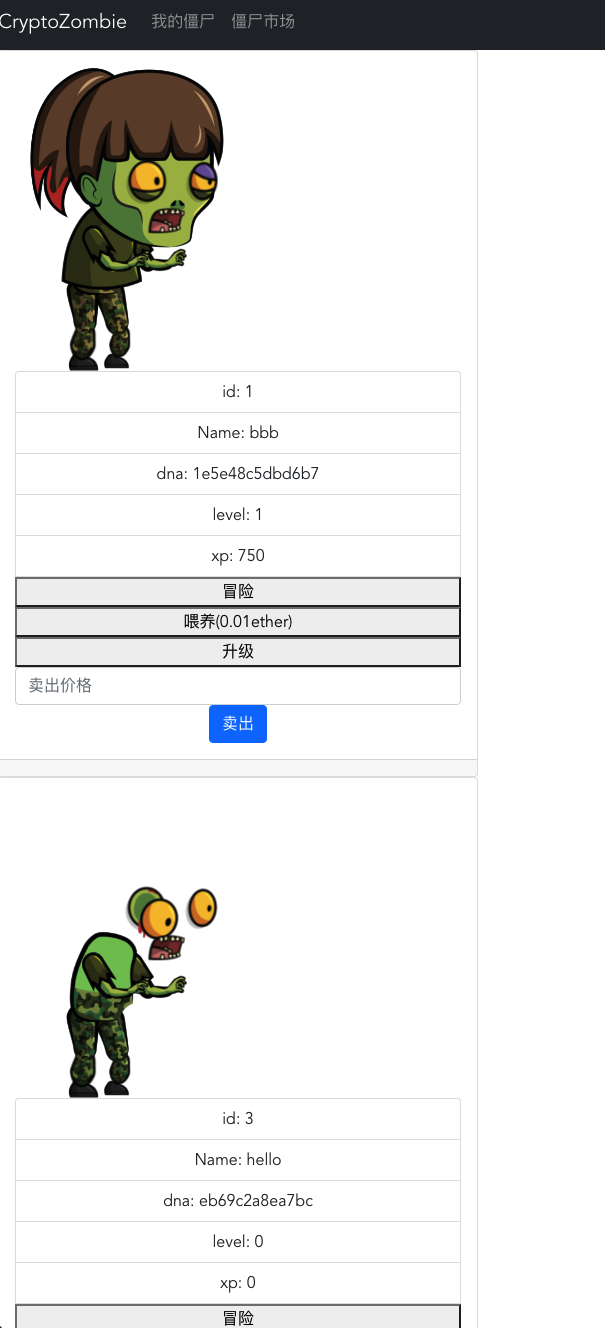 CryptoZombie 我的僵尸 僵尸市场
id: 1
Name: bbb
dna: 1e5e48c5dbd6b7
level: 1
xp: 750
冒险
喂养(0.01ether)
升级
卖出价格
卖出
id: 3
Name: hello
dna: eb69c2a8ea7bc
level: 0
xp: 0
冒险